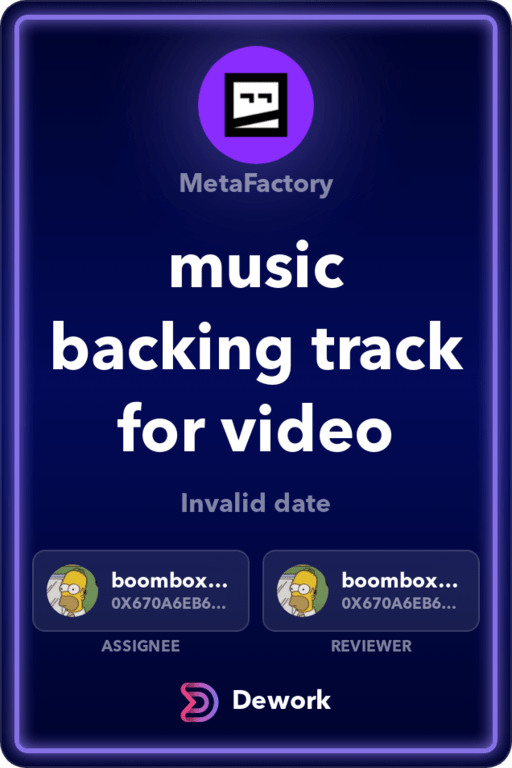 MetaFactory
music
backing track
for video
Invalid date
boombox... boombox...
0X670A6EB6... 0X670A6EB6...
ASSIGNEE REVIEWER
Dework